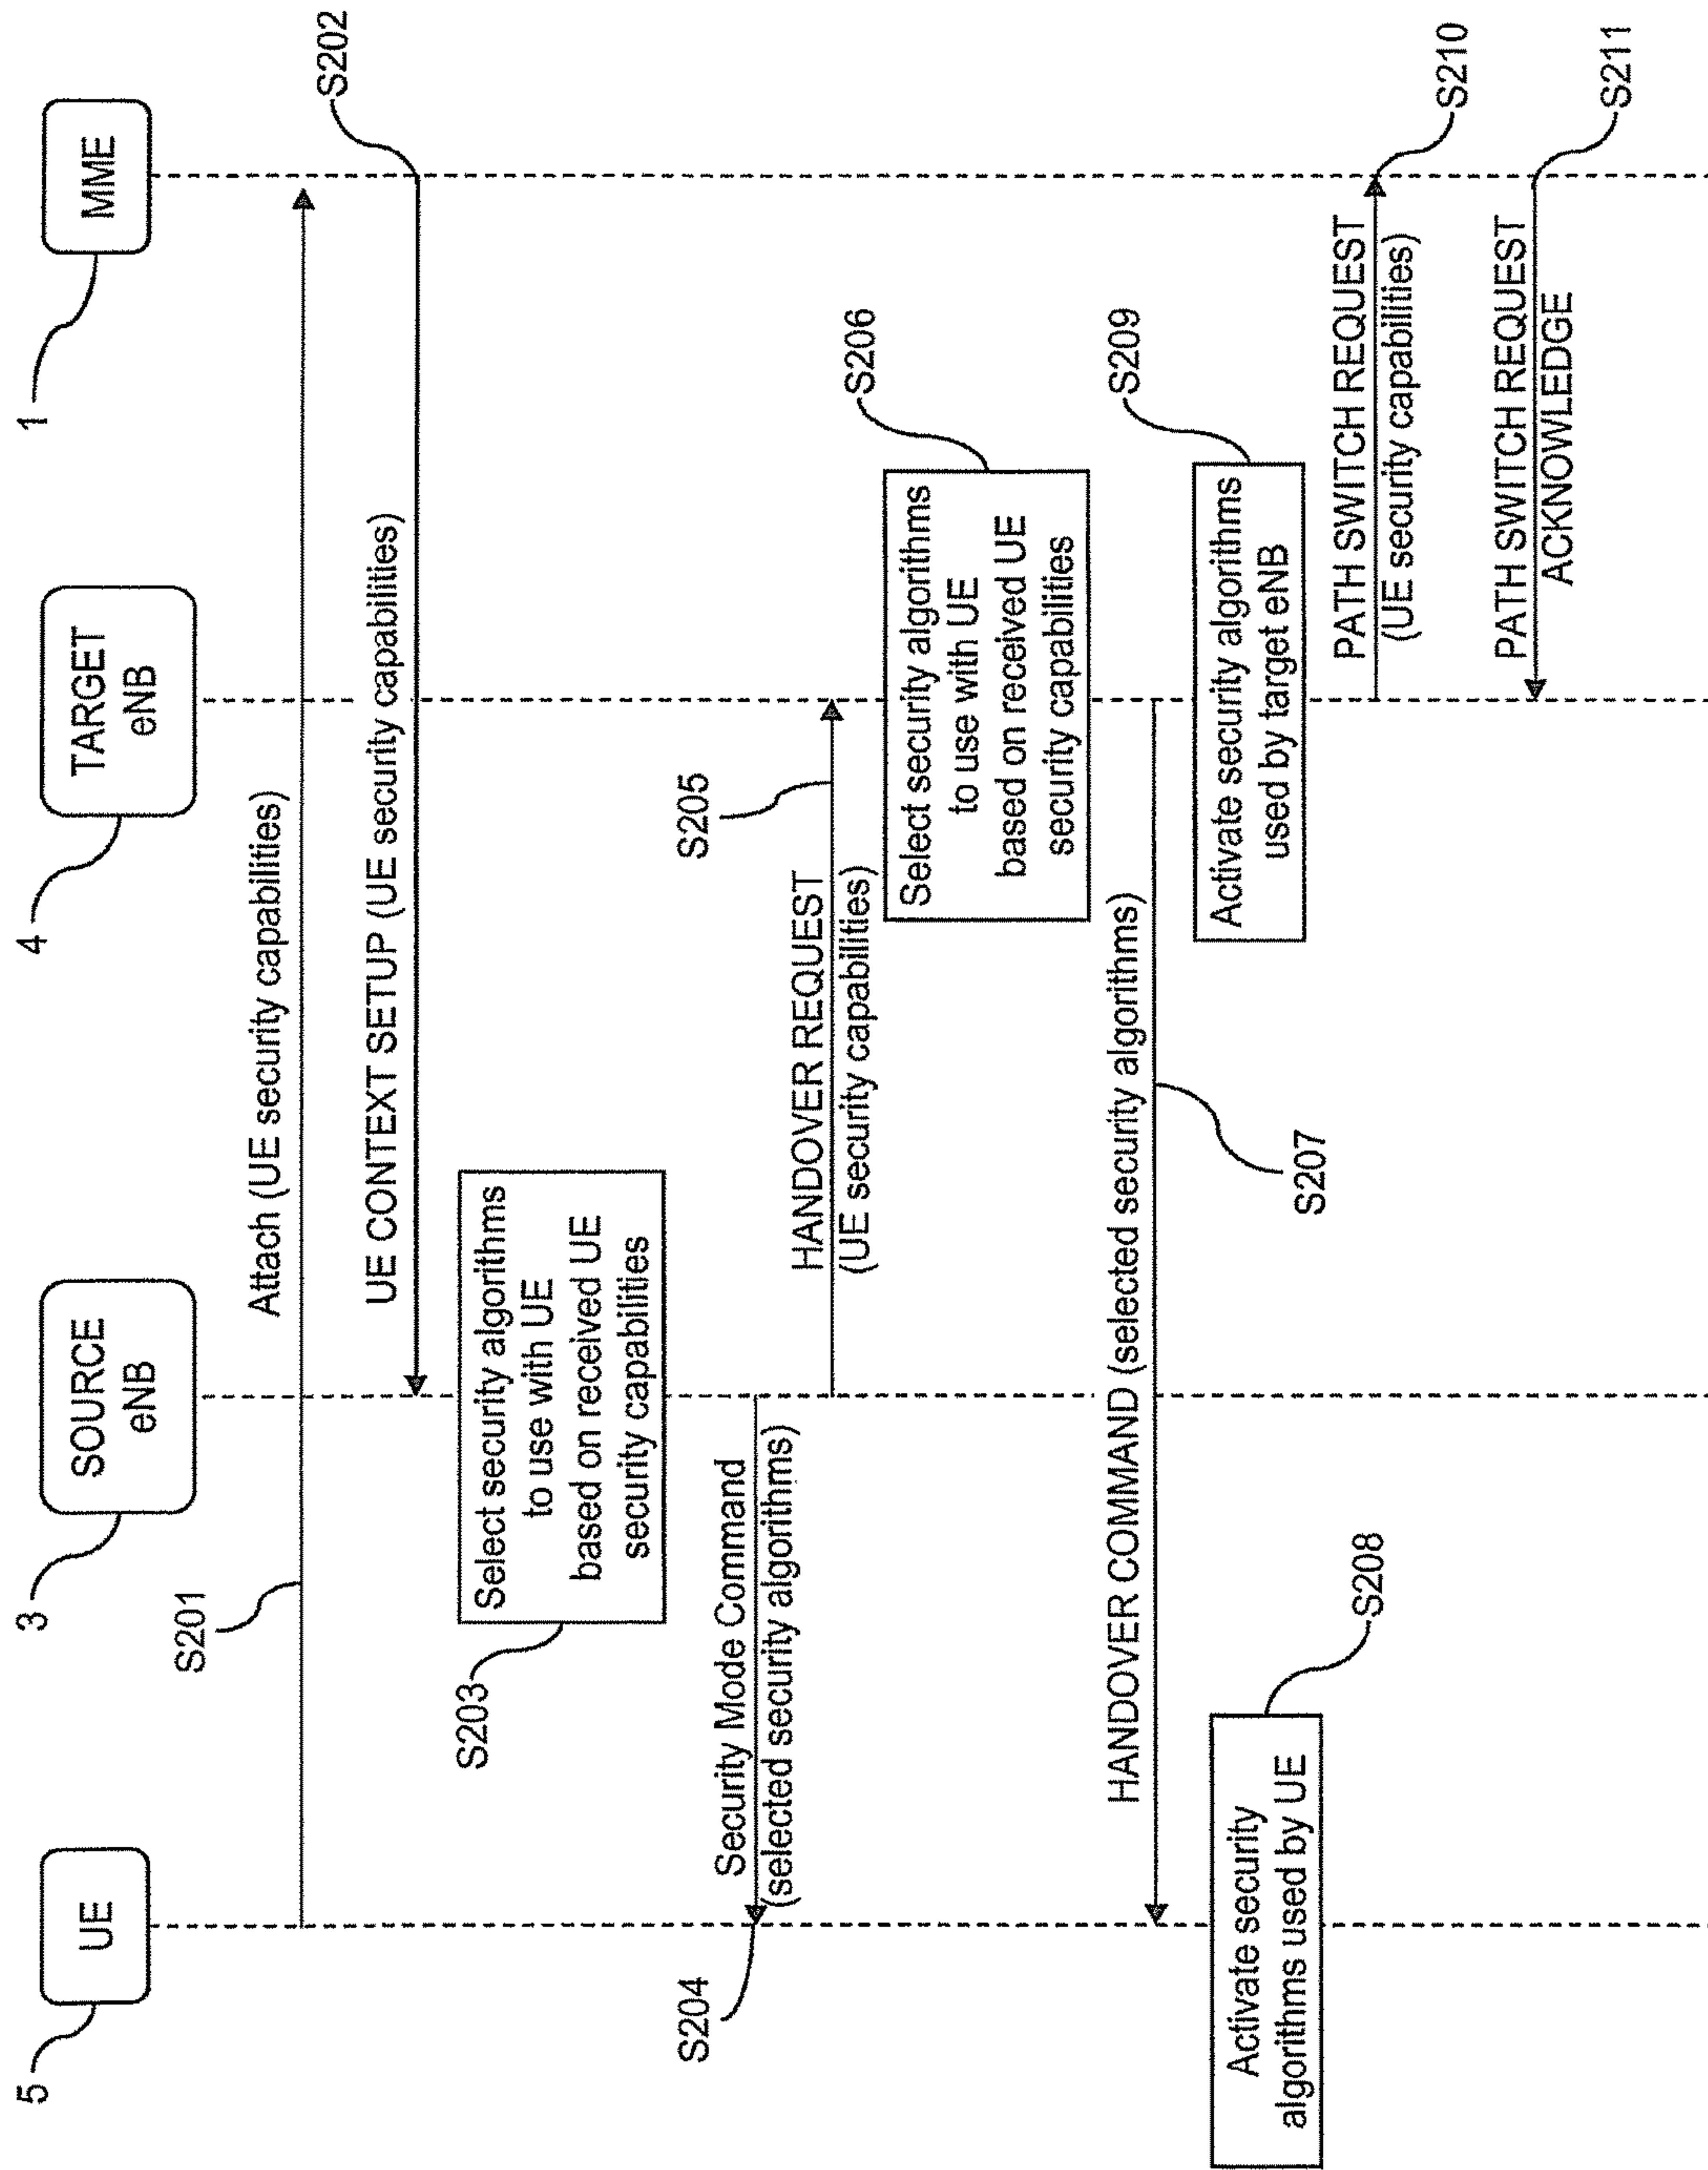 5
UE
3
SOURCE
eNB
4
TARGET
eNB
1
MME
S201
Attach (UE security capabilities)
S202
UE CONTEXT SETUP (UE security capabilities)
S203
Select security algorithms
to use with UE
based on received UE
security capabilities
S204
Security Mode Command
(selected security algorithms)
S205
HANDOVER REQUEST
(UE security capabilities)
S206
Select security algorithms
to use with UE
based on received UE
security capabilities
HANDOVER COMMAND (selected security algorithms)
S207
Activate security
algorithms used by UE
S208
Activate security algorithms
used by target eNB
S209
PATH SWITCH REQUEST
(UE security capabilities)
S210
PATH SWITCH REQUEST
ACKNOWLEDGE
S211